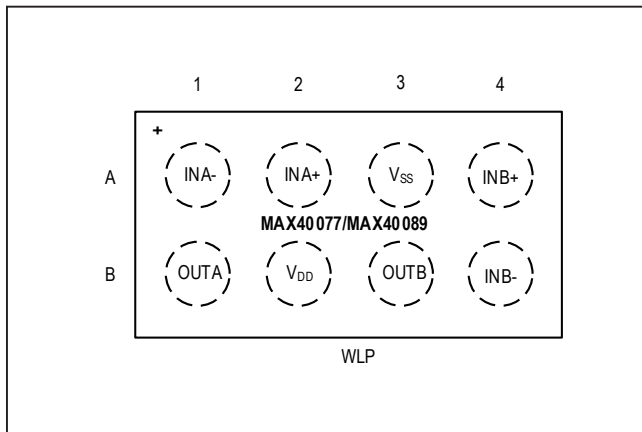 1 2 3 4
+
A INA- INA+ VSS INB+
MAX40077/MAX40089
B OUTA VDD OUTB INB-
WLP